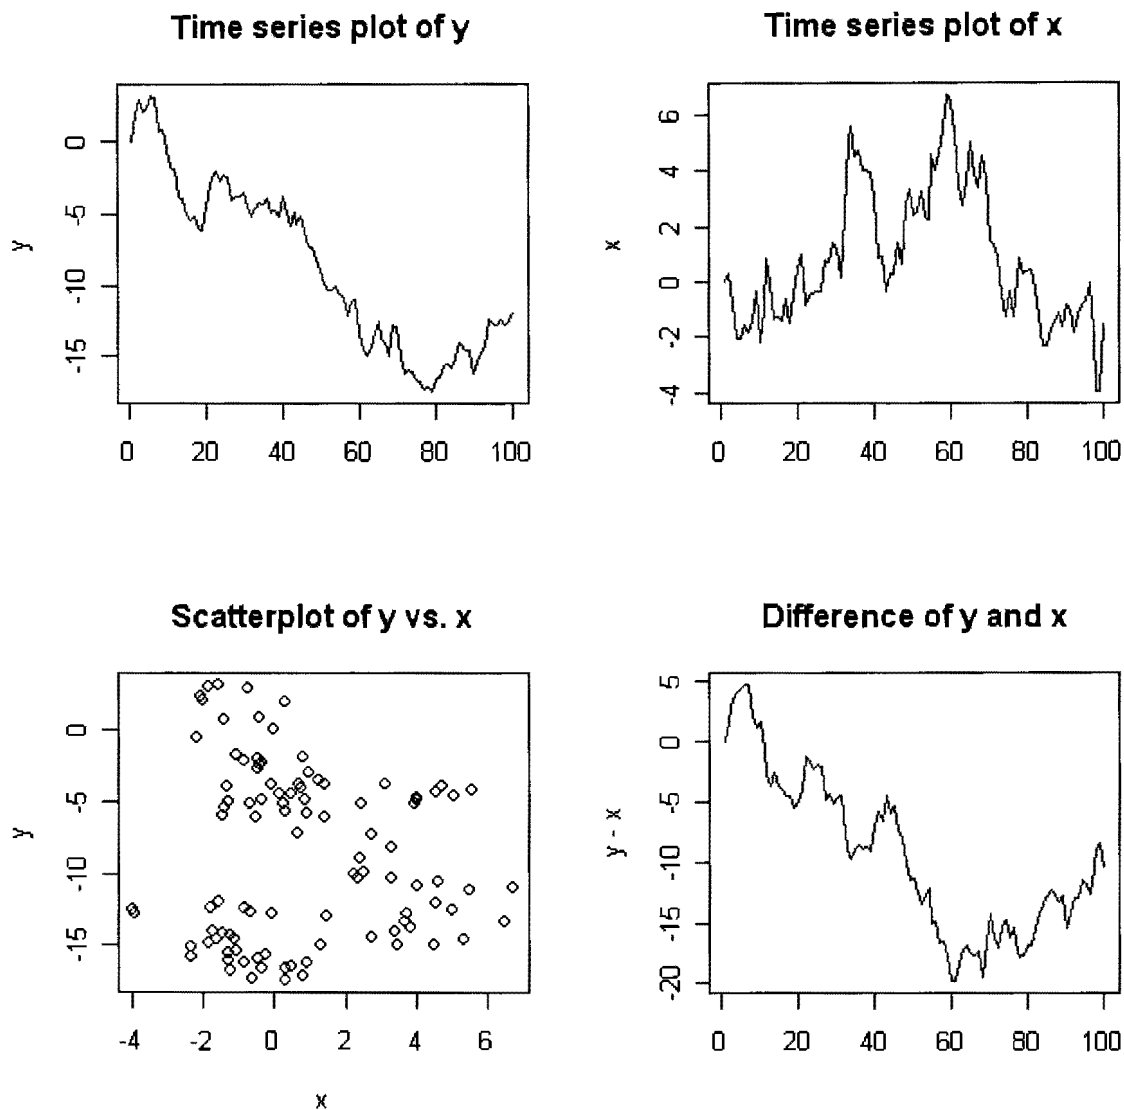 Time series plot of y
Time series plot of x
y
0
-5
-10
-15
0 20 40 60 80 100
x
6
4
2
0
-2
-4
0 20 40 60 80 100
Scatterplot of y vs. x
Difference of y and x
y
0
-5
-10
-15
-4 -2 0 2 4 6
x
y - x
5
0
-5
-10
-15
-20
0 20 40 60 80 100